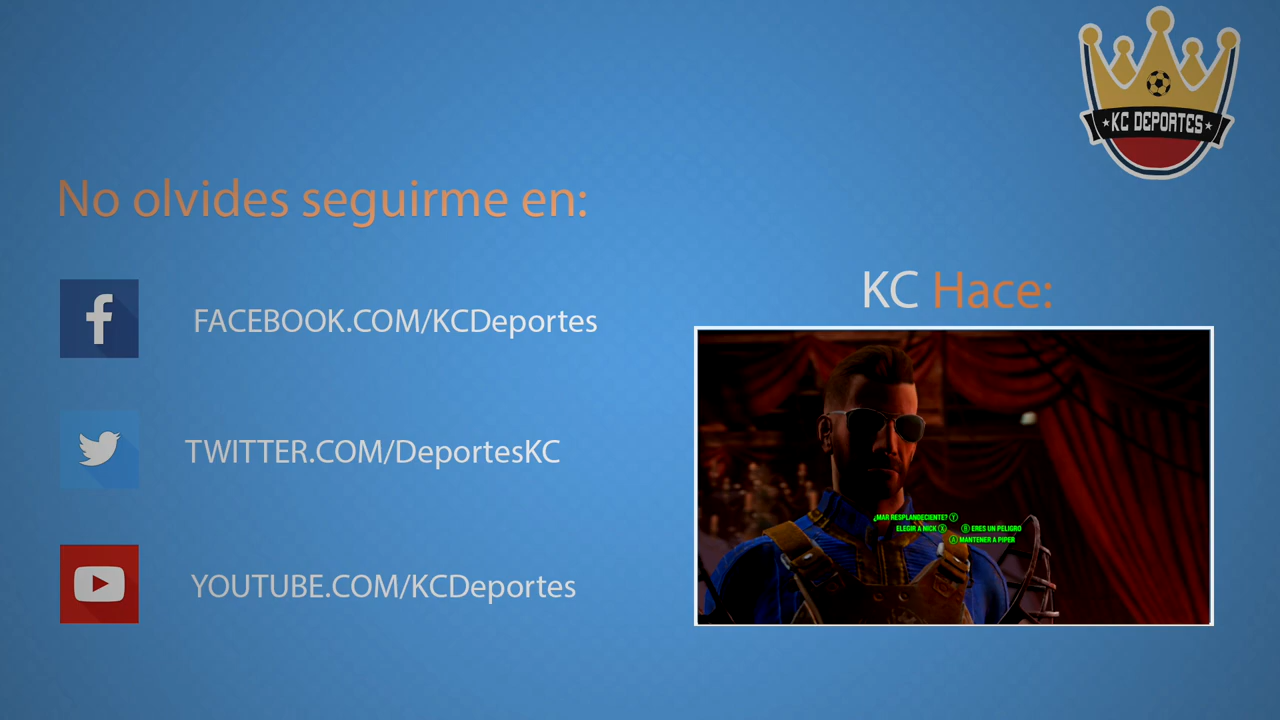 KC DEPORTES
No olvides seguirme en:
FACEBOOK.COM/KCDeportes
TWITTER.COM/DeportesKC
YOUTUBE.COM/KCDeportes
KC Hace:
¿MAR RESPLANDECIENTE? Y
ELEGIR A NICK X B ERES UN PELIGRO
A MANTENER A PIPER